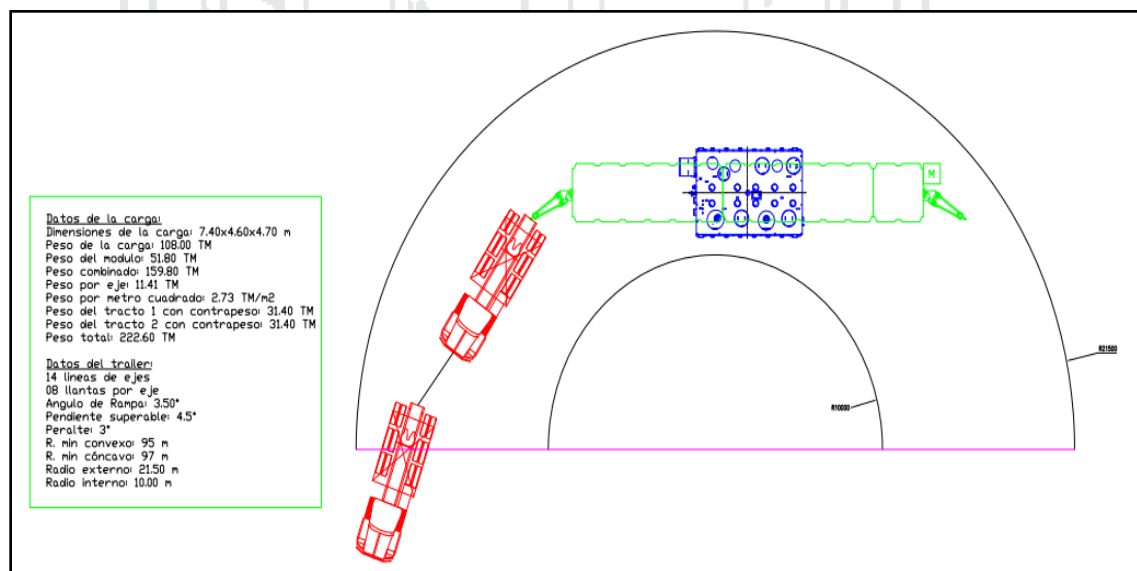 Datos de la carga:
Dimensiones de la carga: 7.40x4.60x4.70 m
Peso de la carga: 108.00 TM
Peso del modulo: 51.80 TM
Peso combinado: 159.80 TM
Peso por eje: 11.41 TM
Peso por metro cuadrado: 2.73 TM/m2
Peso del tracto 1 con contrapeso: 31.40 TM
Peso del tracto 2 con contrapeso: 31.40 TM
Peso total: 222.60 TM
Datos del trailer:
14 lineas de ejes
08 llantas por eje
Angulo de Rampa: 3.50°
Pendiente superable: 4.5°
Peralte: 3°
R. min convexo: 95 m
R. min cóncavo: 97 m
Radio externo: 21.50 m
Radio interno: 10.00 m
M
R21500
R10000